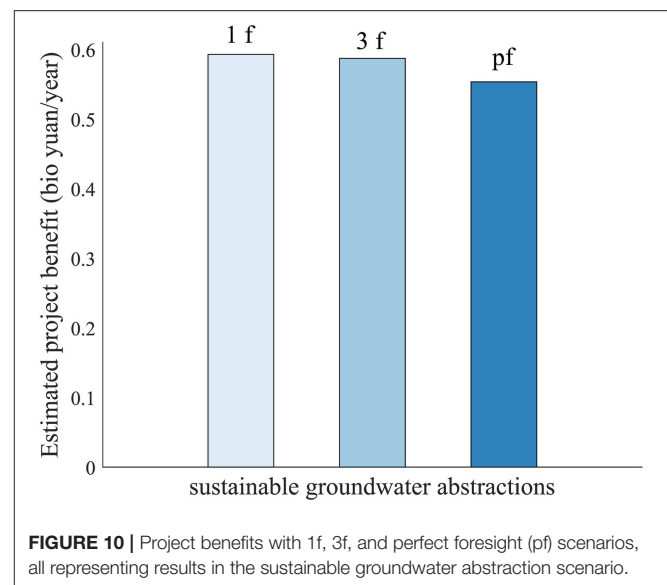 1 f
3 f
pf
0.6
0.5
0.4
0.3
0.2
0.1
0
Estimated project benefit (bio yuan/year)
sustainable groundwater abstractions
FIGURE 10 | Project benefits with 1f, 3f, and perfect foresight (pf) scenarios,
all representing results in the sustainable groundwater abstraction scenario.